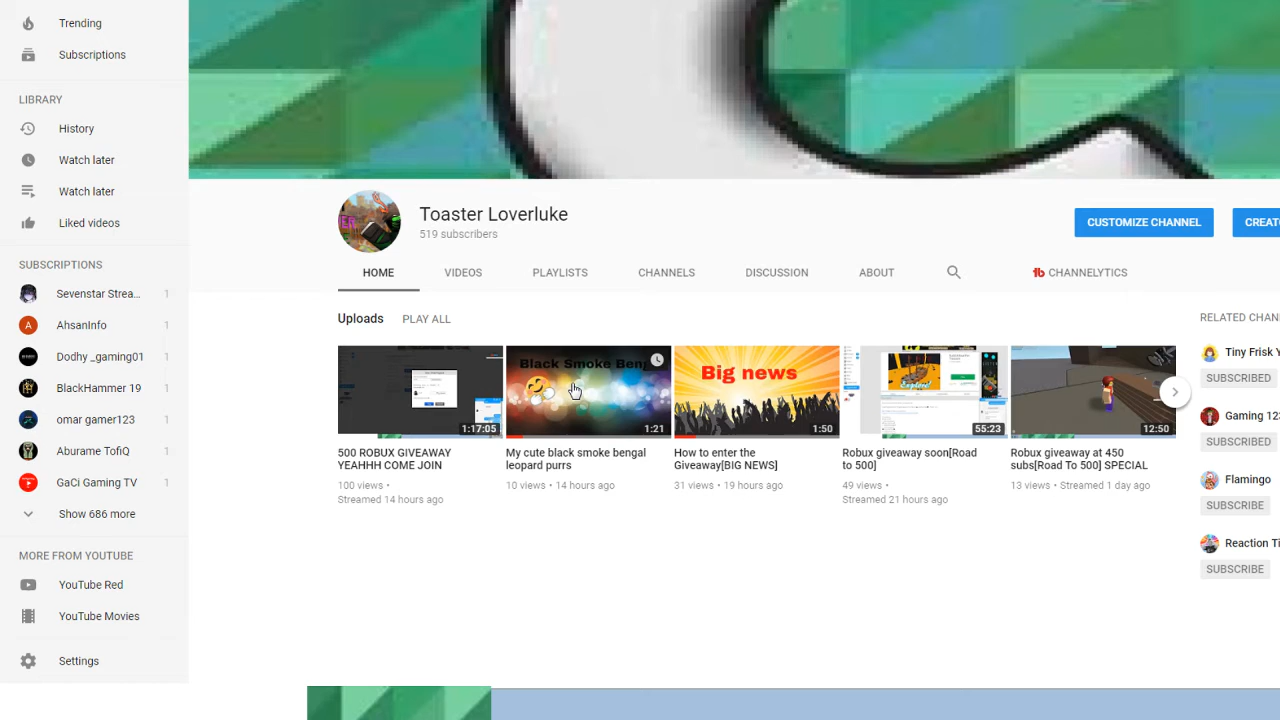 Trending
Subscriptions
LIBRARY
History
Watch later
Watch later
Liked videos
SUBSCRIPTIONS
Sevenstar Strea... 1
A AhsanInfo 1
Dodhy _gaming01 1
BlackHammer 19 1
omar gamer123 1
Aburame TofiQ 1
GaCi Gaming TV 1
Show 686 more
MORE FROM YOUTUBE
YouTube Red
YouTube Movies
Settings
Toaster Loverluke
519 subscribers
CUSTOMIZE CHANNEL
CREAT
HOME VIDEOS PLAYLISTS CHANNELS DISCUSSION ABOUT CHANNELYTICS
Uploads PLAY ALL
1:17:05
500 ROBUX GIVEAWAY
YEAHHH COME JOIN
100 views •
Streamed 14 hours ago
Black Smoke Beng
1:21
My cute black smoke bengal
leopard purrs
10 views • 14 hours ago
Big news
1:50
How to enter the
Giveaway[BIG NEWS]
31 views • 19 hours ago
55:23
Robux giveaway soon[Road
to 500]
49 views •
Streamed 21 hours ago
12:50
Robux giveaway at 450
subs[Road To 500] SPECIAL
13 views • Streamed 1 day ago
RELATED CHAN
Tiny Frisk
SUBSCRIBED
Gaming 12
SUBSCRIBED
Flamingo
SUBSCRIBE
Reaction Ti
SUBSCRIBE